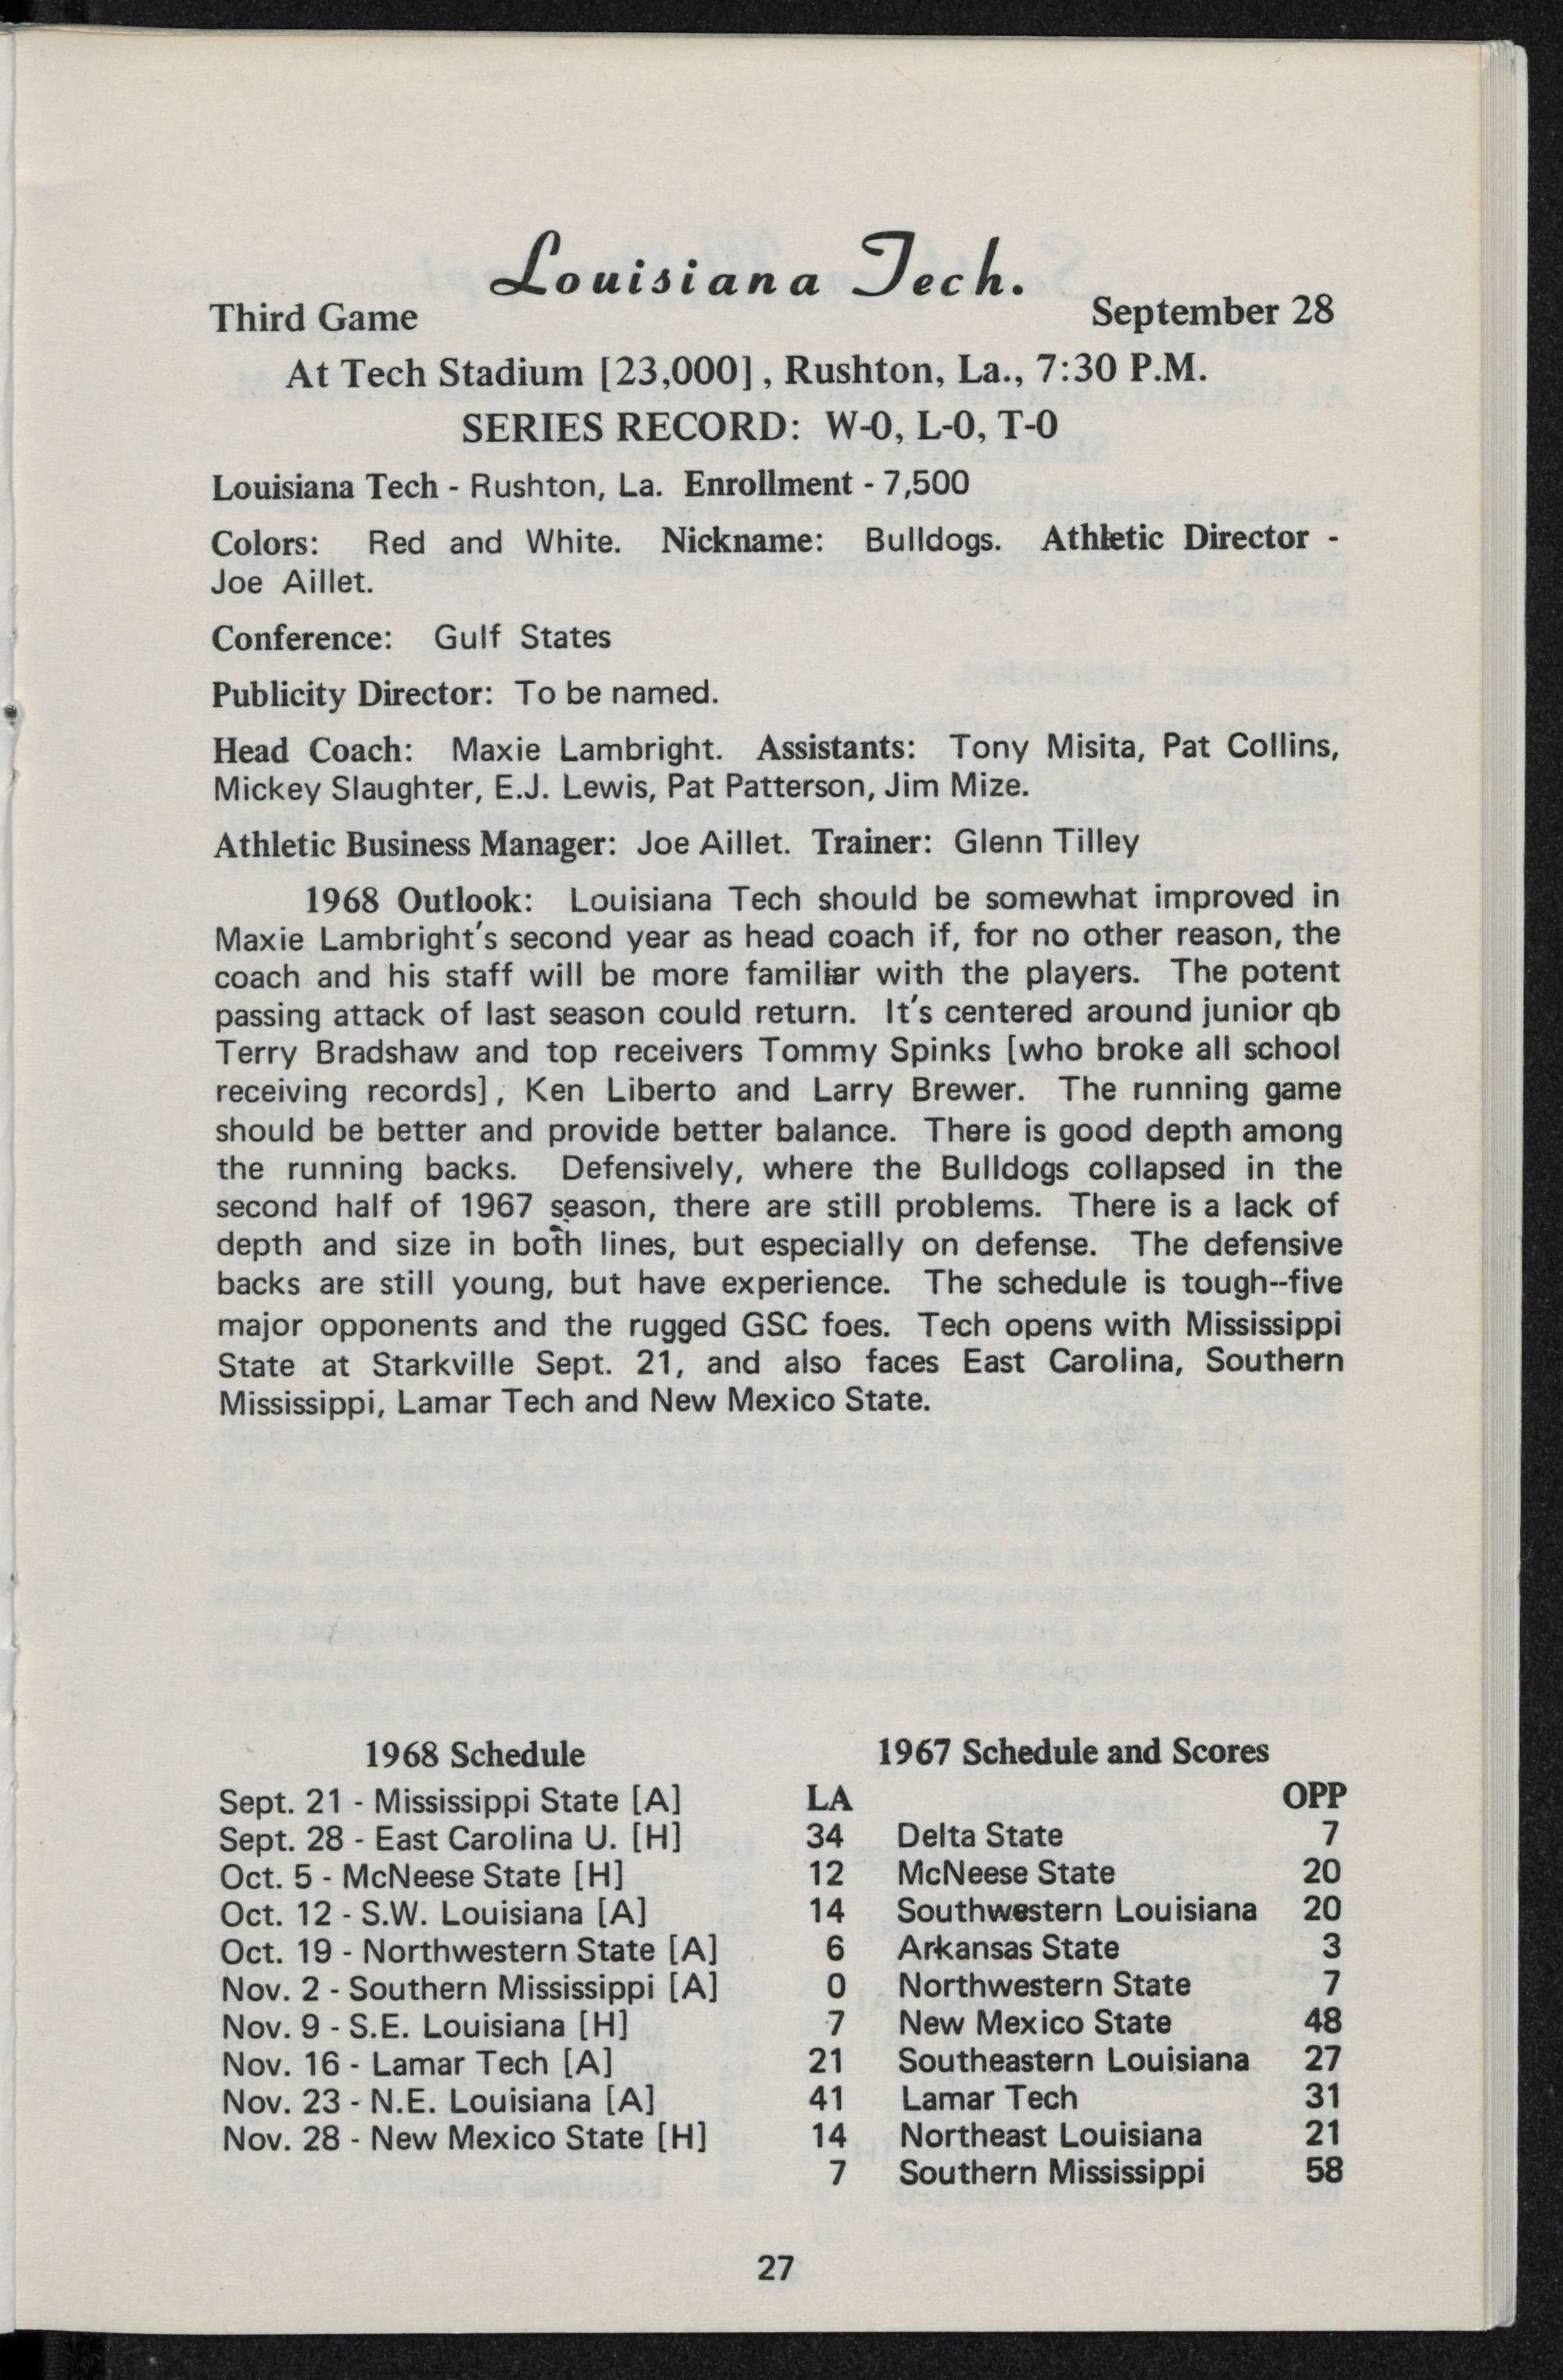 Louisiana Tech.
Third Game September 28
At Tech Stadium [23,000] , Rushton, La., 7:30 P.M.
SERIES RECORD: W-0, L-0, T-0
Louisiana Tech - Rushton, La. Enrollment - 7,500
Colors: Red and White. Nickname: Bulldogs. Athletic Director -
Joe Aillet.
Conference: Gulf States
Publicity Director: To be named.
Head Coach: Maxie Lambright. Assistants: Tony Misita, Pat Collins,
Mickey Slaughter, E.J. Lewis, Pat Patterson, Jim Mize.
Athletic Business Manager: Joe Aillet. Trainer: Glenn Tilley
1968 Outlook: Louisiana Tech should be somewhat improved in
Maxie Lambright's second year as head coach if, for no other reason, the
coach and his staff will be more familiar with the players. The potent
passing attack of last season could return. It's centered around junior qb
Terry Bradshaw and top receivers Tommy Spinks [who broke all school
receiving records] , Ken Liberto and Larry Brewer. The running game
should be better and provide better balance. There is good depth among
the running backs. Defensively, where the Bulldogs collapsed in the
second half of 1967 season, there are still problems. There is a lack of
depth and size in both lines, but especially on defense. The defensive
backs are still young, but have experience. The schedule is tough--five
major opponents and the rugged GSC foes. Tech opens with Mississippi
State at Starkville Sept. 21, and also faces East Carolina, Southern
Mississippi, Lamar Tech and New Mexico State.
1968 Schedule
Sept. 21 - Mississippi State [A]
Sept. 28 - East Carolina U. [H]
Oct. 5 - McNeese State [H]
Oct. 12 - S.W. Louisiana [A]
Oct. 19 - Northwestern State [A]
Nov. 2 - Southern Mississippi [A]
Nov. 9 - S.E. Louisiana [H]
Nov. 16 - Lamar Tech [A]
Nov. 23 - N.E. Louisiana [A]
Nov. 28 - New Mexico State [H]
1967 Schedule and Scores
LA OPP
34 Delta State 7
12 McNeese State 20
14 Southwestern Louisiana 20
6 Arkansas State 3
0 Northwestern State 7
7 New Mexico State 48
21 Southeastern Louisiana 27
41 Lamar Tech 31
14 Northeast Louisiana 21
7 Southern Mississippi 58
27